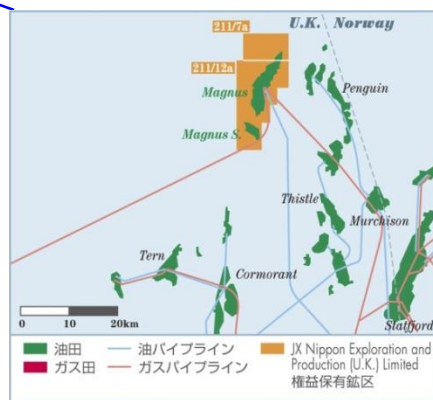 211/7a
U.K. Norway
211/12a
Magnus
Penguin
Magnus S.
Thistle
Murchison
Tern
Cormorant
Statfjord
0 10 20km
油田
油パイプライン
JX Nippon Exploration and
Production (U.K.) Limited
ガス田
ガスパイプライン
権益保有鉱区